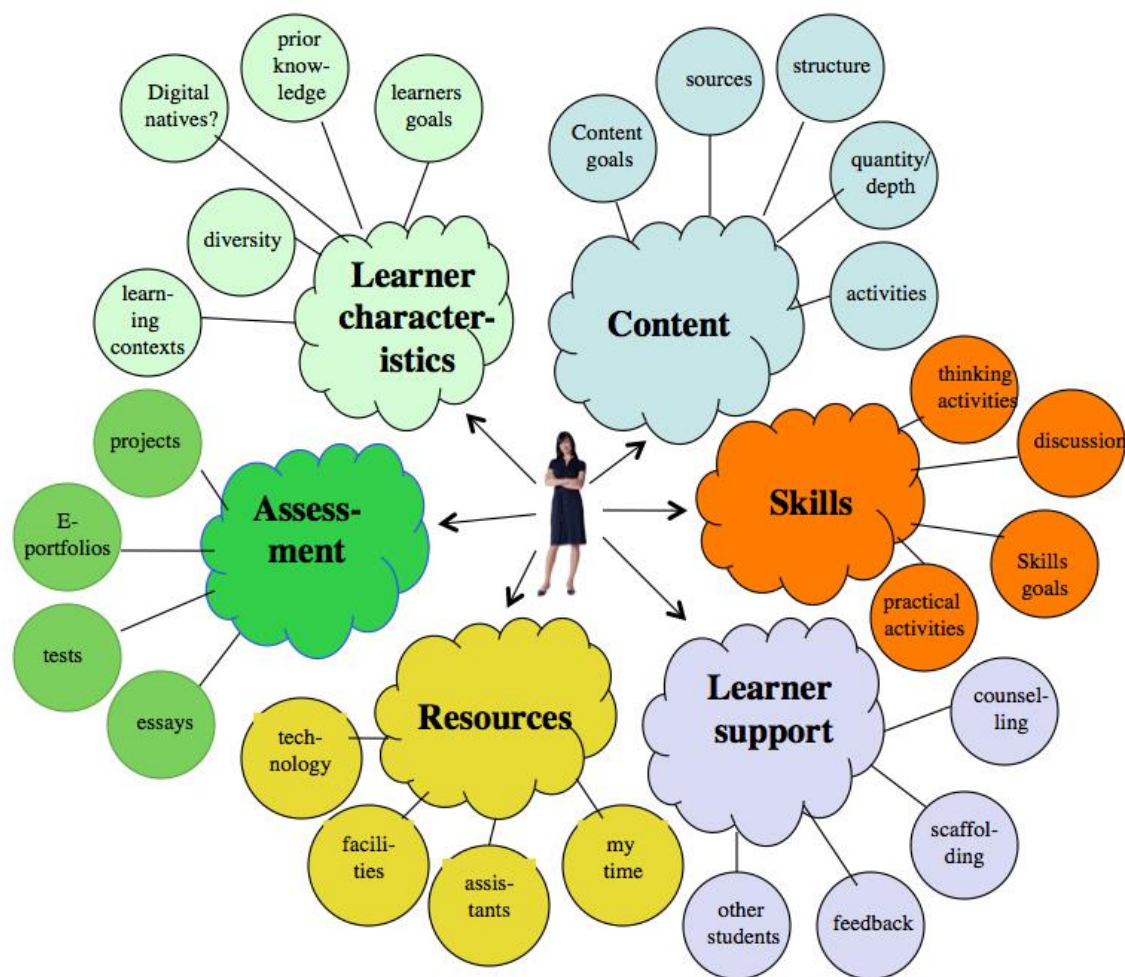 prior
know-
ledge
Digital
natives?
learners
goals
diversity
learn-
ing
contexts
Learner
character-
istics
sources
structure
Content
goals
quantity/
depth
activities
Content
thinking
activities
discussion
Skills
goals
practical
activities
Skills
projects
E-
portfolios
tests
essays
Assess-
ment
Resources
tech-
nology
facili-
ties
assis-
tants
my
time
Learner
support
counsel-
ling
scaffol-
ding
feedback
other
students